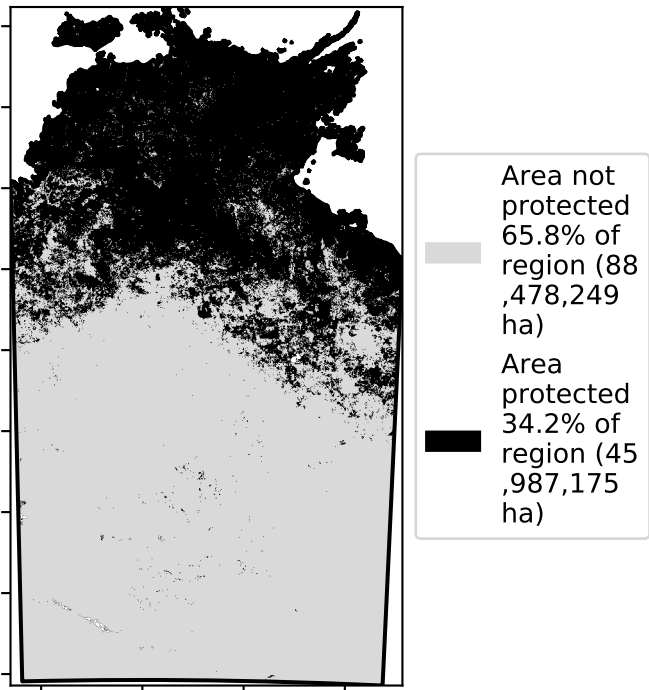 Area not
protected
65.8% of
region (88
,478,249
ha)
Area
protected
34.2% of
region (45
,987,175
ha)